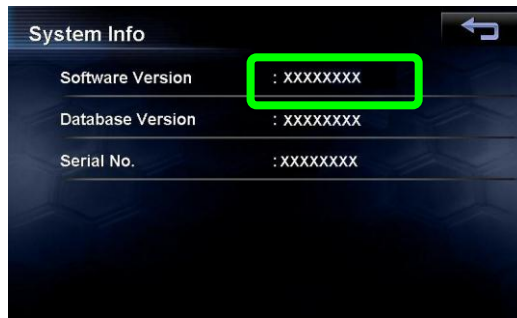 System Info
Software Version : XXXXXXXX
Database Version : XXXXXXXX
Serial No. :XXXXXXXX